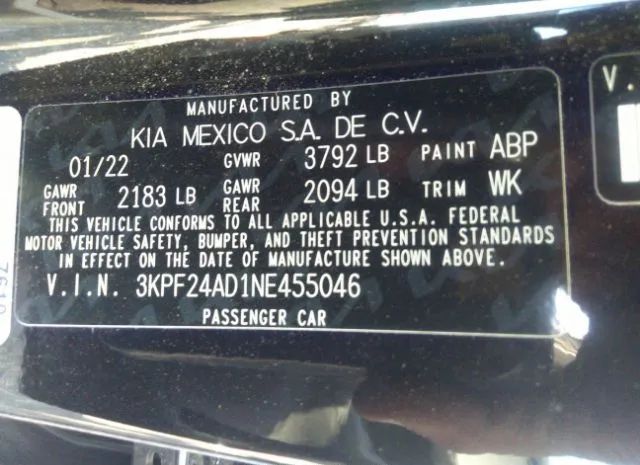 MANUFACTURED BY
KIA MEXICO S.A. DE C.V.
01/22 GVWR 3792 LB PAINT ABP
GAWR FRONT 2183 LB GAWR REAR 2094 LB TRIM WK
THIS VEHICLE CONFORMS TO ALL APPLICABLE U.S.A. FEDERAL
MOTOR VEHICLE SAFETY, BUMPER, AND THEFT PREVENTION STANDARDS
IN EFFECT ON THE DATE OF MANUFACTURE SHOWN ABOVE.
V.I.N. 3KPF24AD1NE455046
PASSENGER CAR
V.